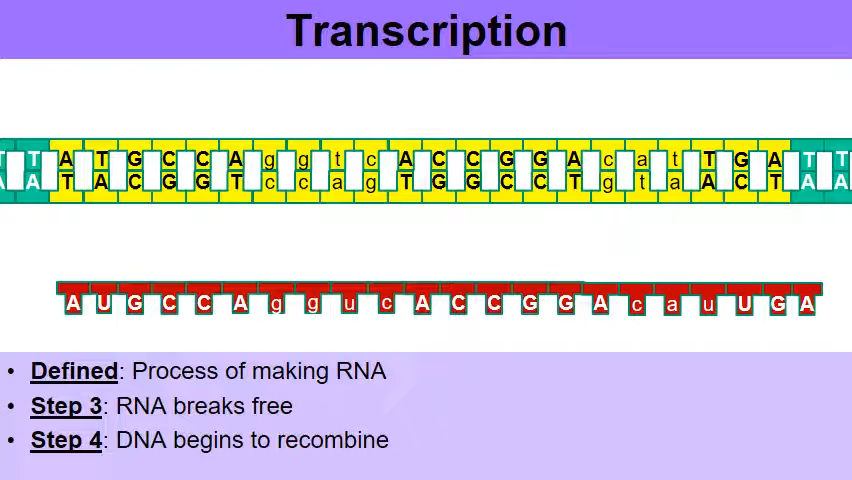 Transcription
T T A T G C C A g g t c A C C G G A c a t T G A T T
A A T A C G G T c c a g T G G C C T g t a A C T A A
A U G C C A g g u c A C C G G A c a u U G A
• Defined: Process of making RNA
• Step 3: RNA breaks free
• Step 4: DNA begins to recombine